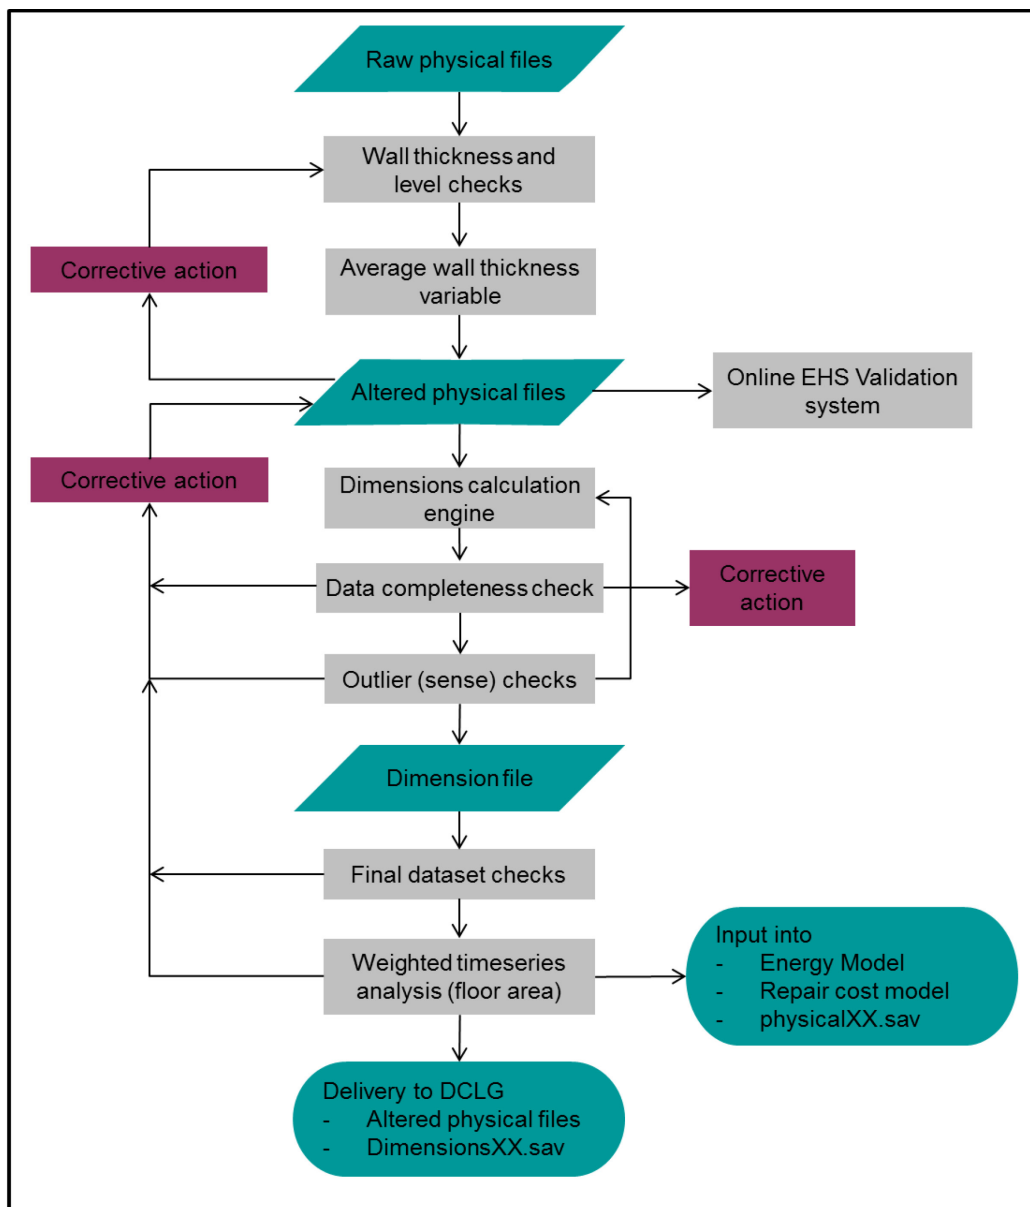 Raw physical files
Wall thickness and
level checks
Corrective action
Average wall thickness
variable
Altered physical files
Online EHS Validation
system
Corrective action
Dimensions calculation
engine
Data completeness check
Corrective
action
Outlier (sense) checks
Dimension file
Final dataset checks
Weighted timeseries
analysis (floor area)
Input into
- Energy Model
- Repair cost model
- physicalXX.sav
Delivery to DCLG
- Altered physical files
- DimensionsXX.sav